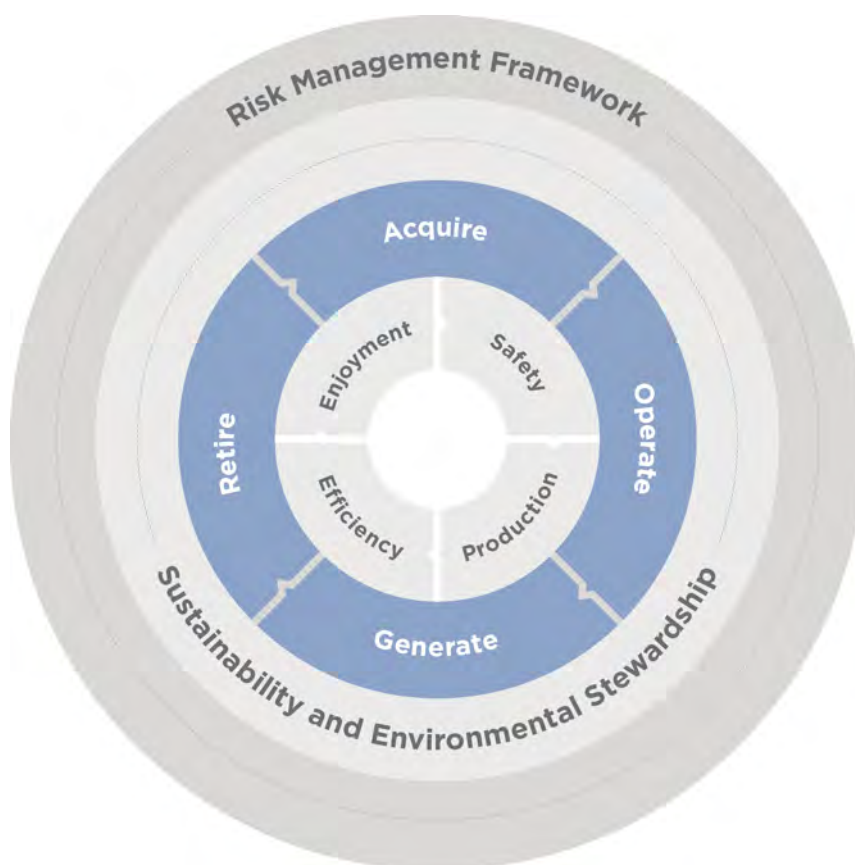 Risk Management Framework
Acquire
Enjoyment
Safety
Retire
Operate
Efficiency
Production
Generate
Sustainability and Environmental Stewardship